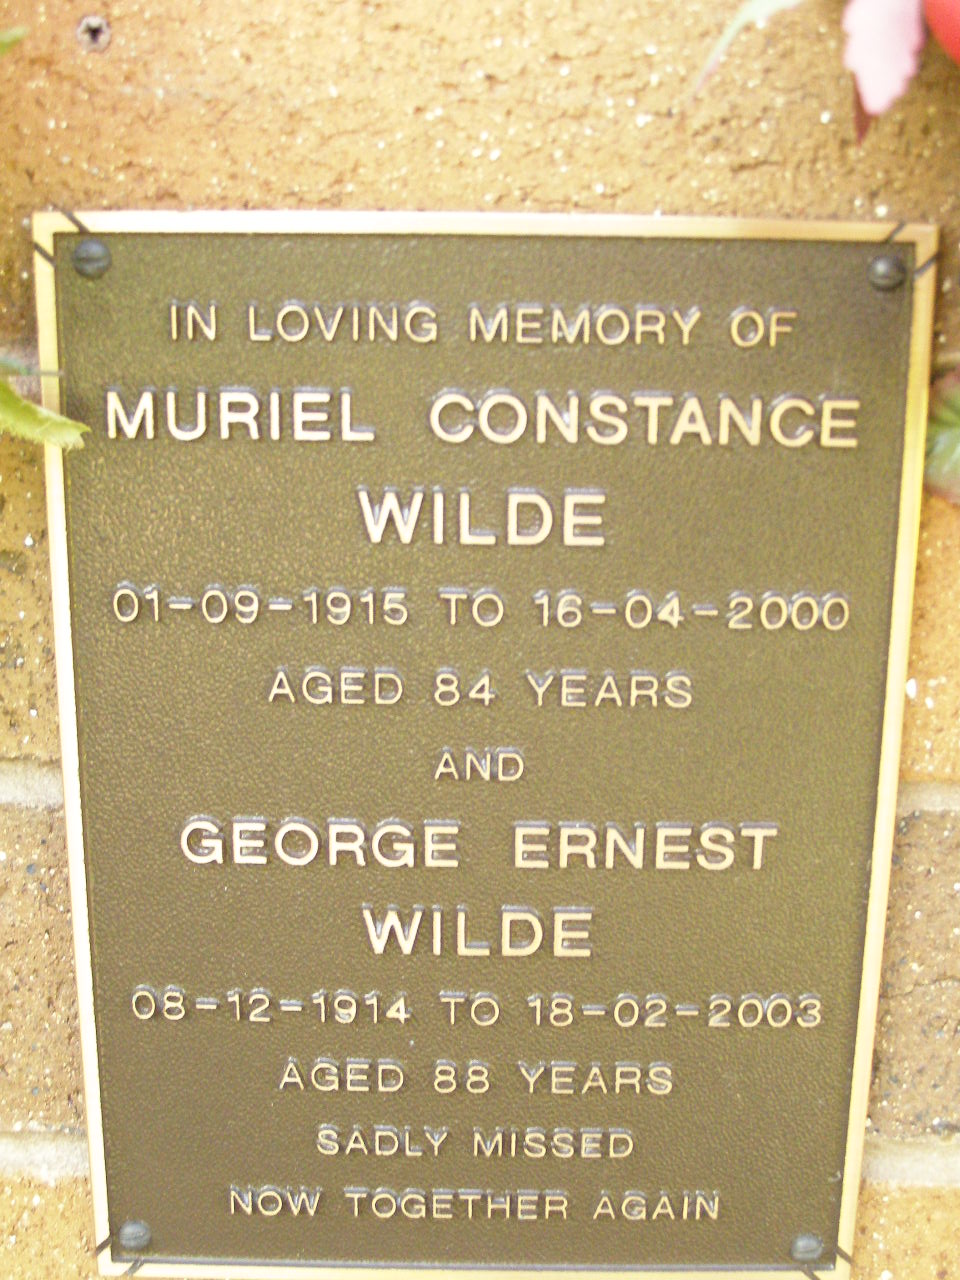 IN LOVING MEMORY OF
MURIEL CONSTANCE
WILDE
01-09-1915 TO 16-04-2000
AGED 84 YEARS
AND
GEORGE ERNEST
WILDE
08-12-1914 TO 18-02-2003
AGED 88 YEARS
SADLY MISSED
NOW TOGETHER AGAIN